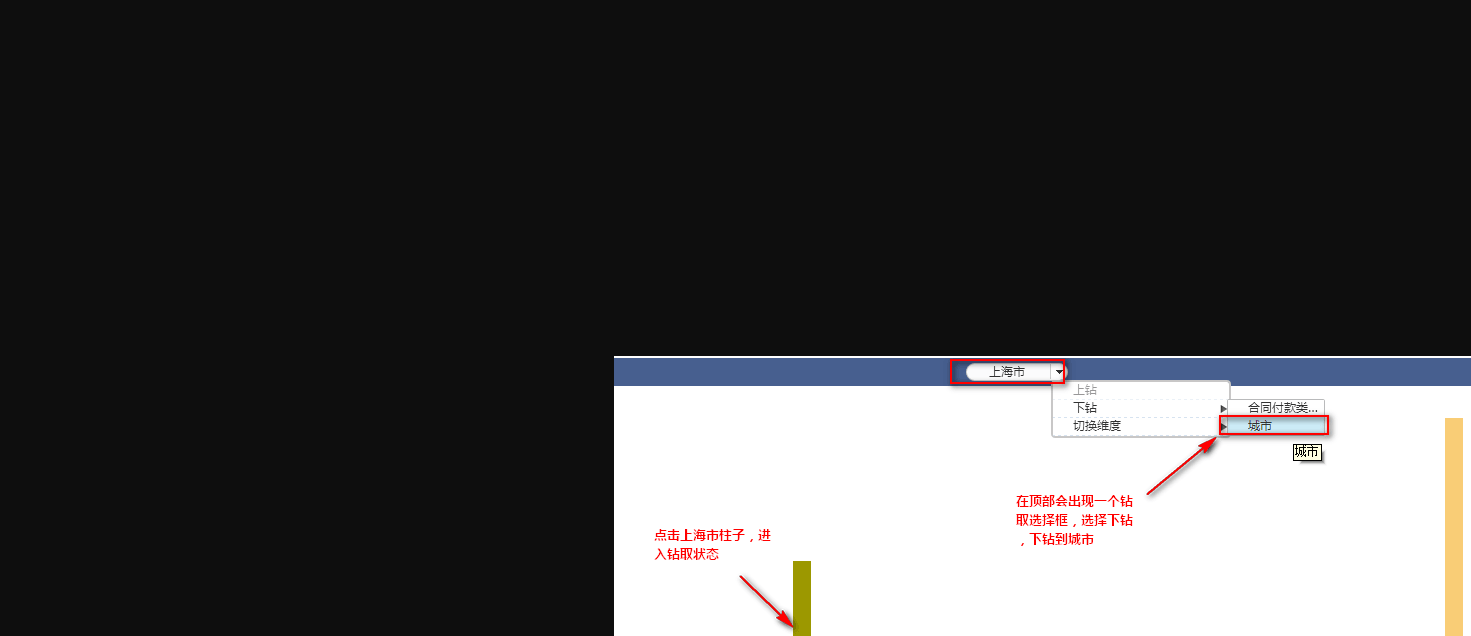 上海市
上钻
下钻
合同付款类...
切换维度
城市
城市
在顶部会出现一个钻
取选择框，选择下钻
，下钻到城市
点击上海市柱子，进
入钻取状态